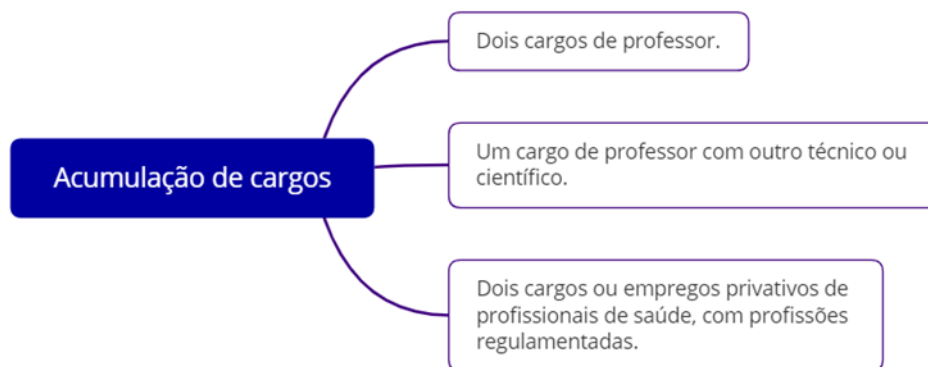 Acumulação de cargos
Dois cargos de professor.
Um cargo de professor com outro técnico ou
científico.
Dois cargos ou empregos privativos de
profissionais de saúde, com profissões
regulamentadas.